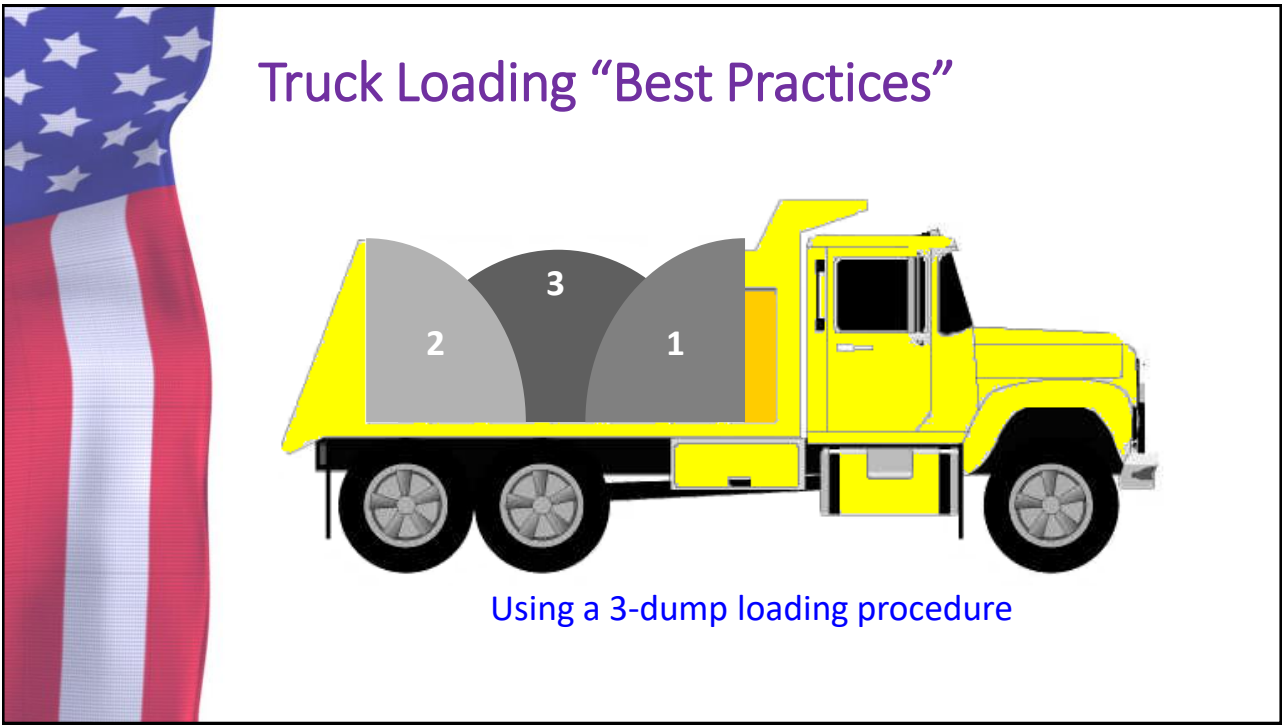 Truck Loading “Best Practices”
3
2
1
Using a 3-dump loading procedure